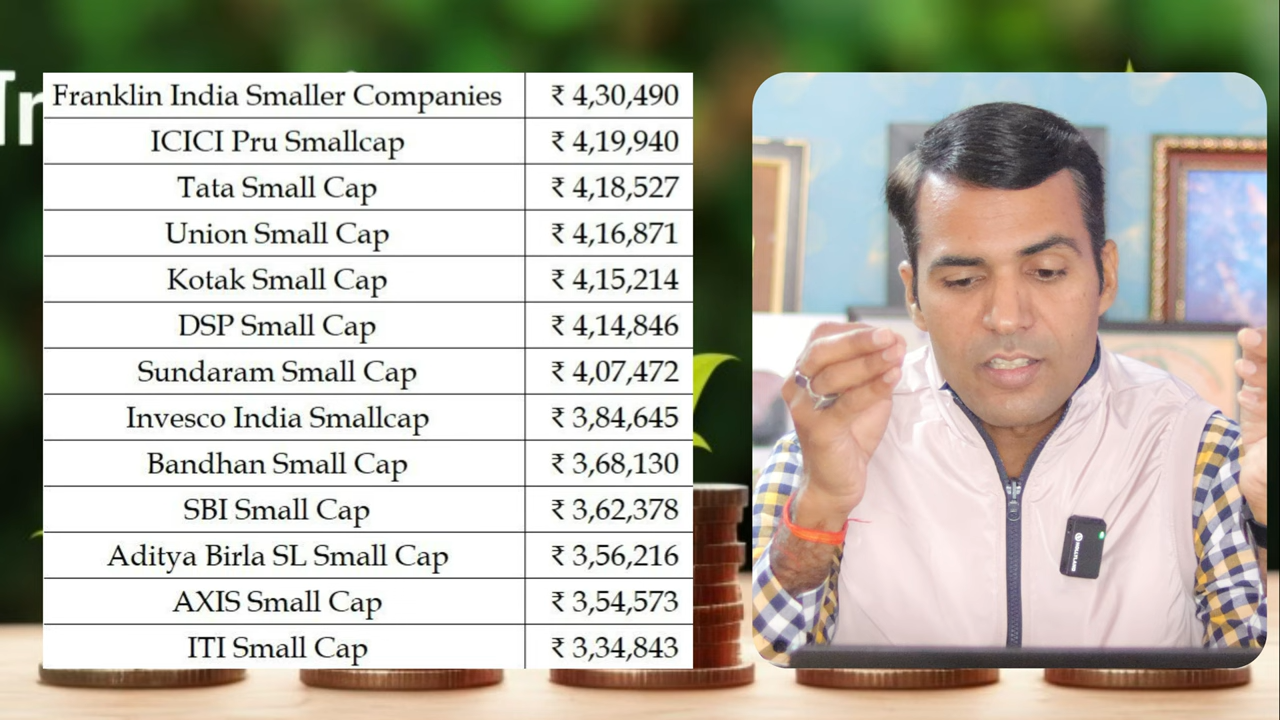 Tr
Franklin India Smaller Companies ₹ 4,30,490
ICICI Pru Smallcap ₹ 4,19,940
Tata Small Cap ₹ 4,18,527
Union Small Cap ₹ 4,16,871
Kotak Small Cap ₹ 4,15,214
DSP Small Cap ₹ 4,14,846
Sundaram Small Cap ₹ 4,07,472
Invesco India Smallcap ₹ 3,84,645
Bandhan Small Cap ₹ 3,68,130
SBI Small Cap ₹ 3,62,378
Aditya Birla SL Small Cap ₹ 3,56,216
AXIS Small Cap ₹ 3,54,573
ITI Small Cap ₹ 3,34,843